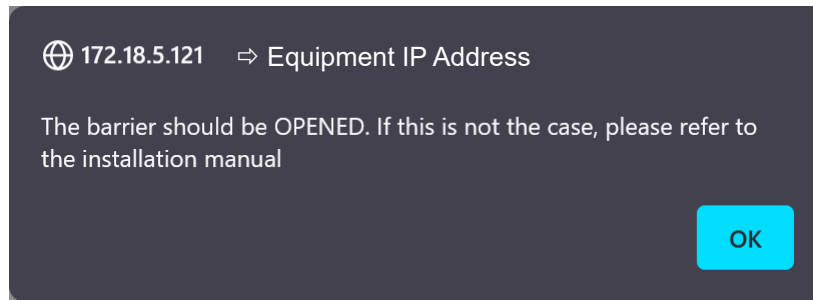 172.18.5.121 ⇨ Equipment IP Address
The barrier should be OPENED. If this is not the case, please refer to
the installation manual
OK